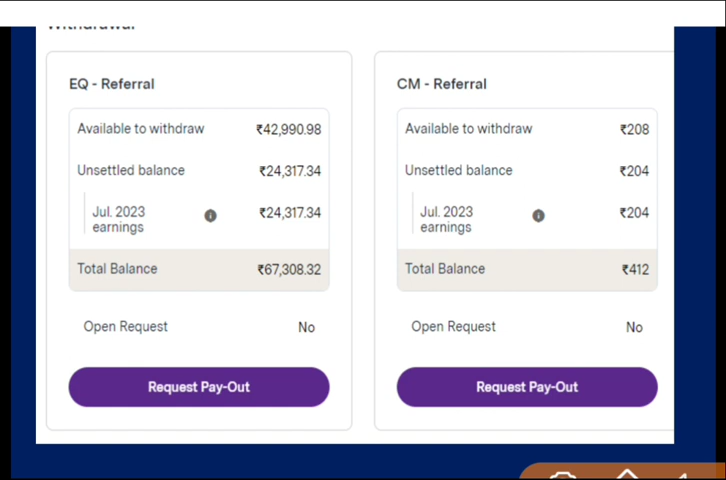 EQ - Referral
Available to withdraw ₹42,990.98
Unsettled balance ₹24,317.34
Jul. 2023 ₹24,317.34
earnings
Total Balance ₹67,308.32
Open Request No
Request Pay-Out
CM - Referral
Available to withdraw ₹208
Unsettled balance ₹204
Jul. 2023 ₹204
earnings
Total Balance ₹412
Open Request No
Request Pay-Out